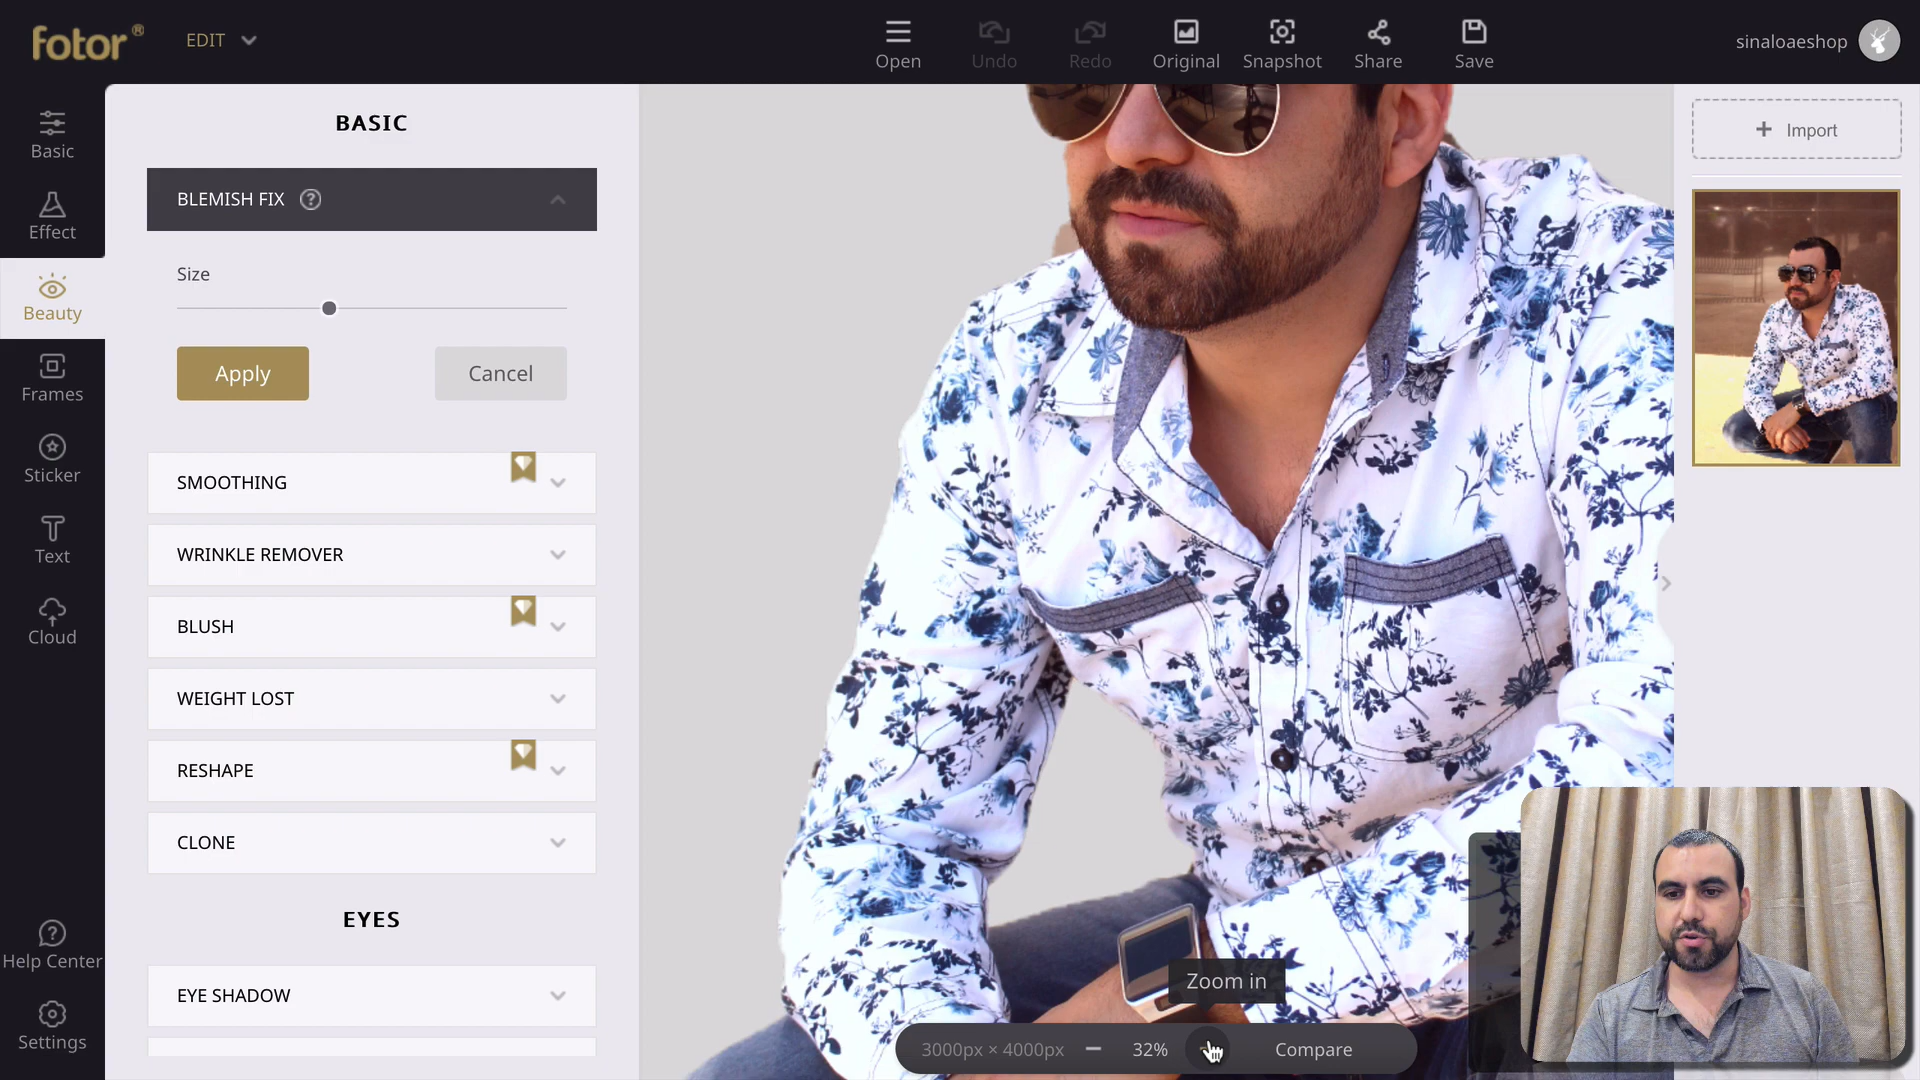 fotor®
EDIT
Open
Undo
Redo
Original
Snapshot
Share
Save
sinaloaeshop
Basic
Effect
Beauty
Frames
Sticker
Text
Cloud
Help Center
Settings
BASIC
BLEMISH FIX ?
Size
Apply
Cancel
SMOOTHING
WRINKLE REMOVER
BLUSH
WEIGHT LOST
RESHAPE
CLONE
EYES
EYE SHADOW
Zoom in
3000px × 4000px
32%
Compare
+ Import